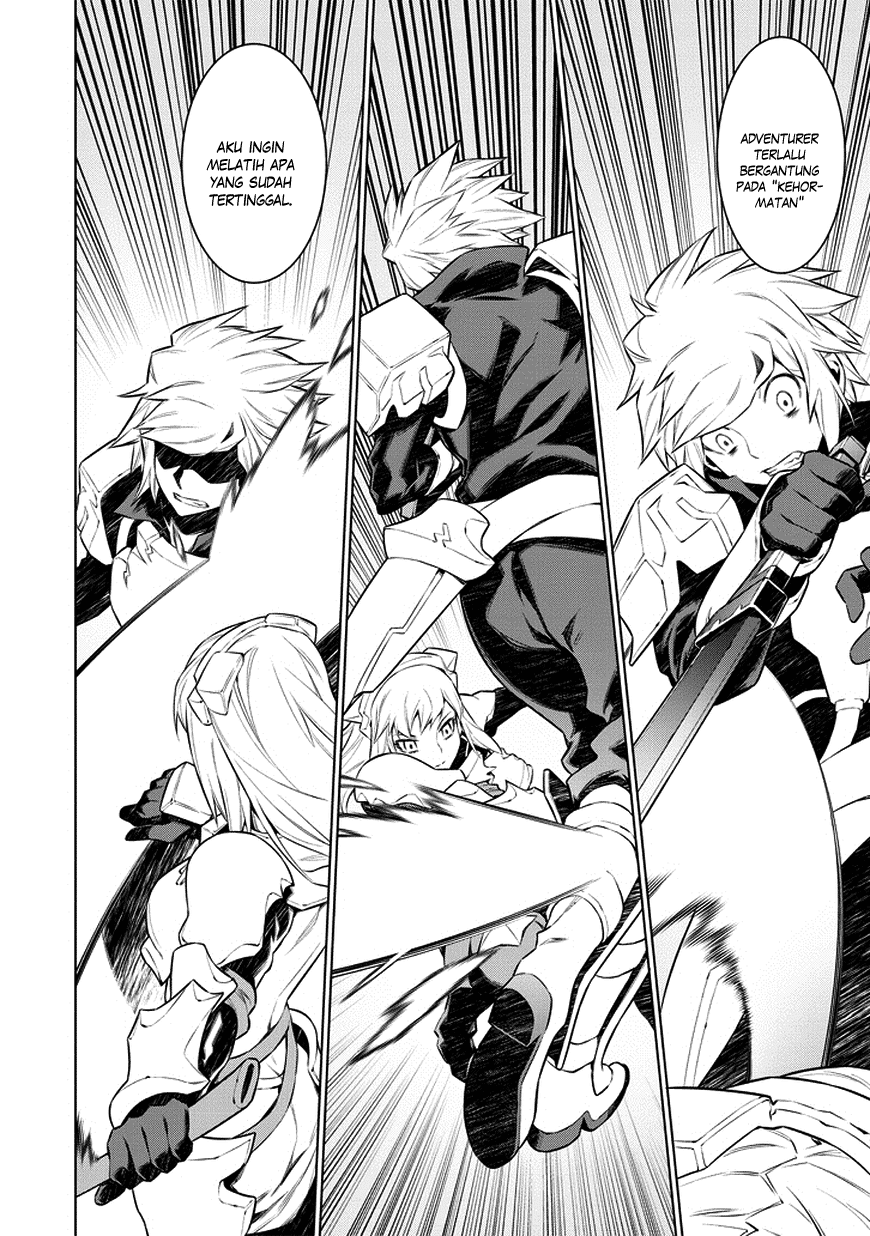 ADVENTURER
TERLALU
BERGANTUNG
PADA "KEHOR-
MATAN"
AKU INGIN
MELATIH APA
YANG SUDAH
TERTINGGAL.